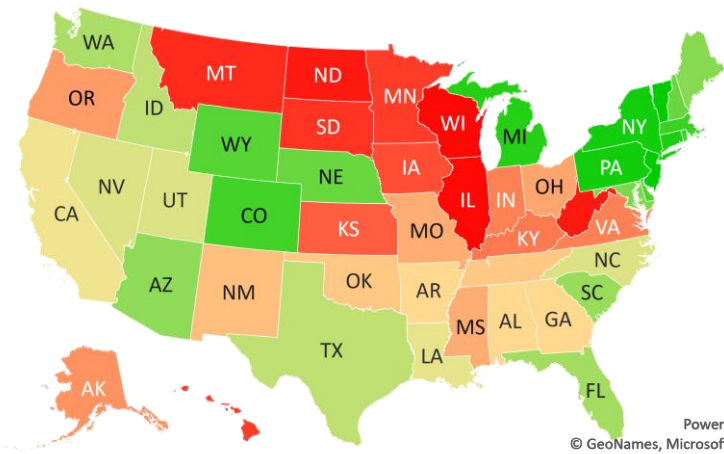 WA
MT
ND
MN
OR
ID
SD
WI
MI
NY
WY
IA
PA
NE
NV
UT
CO
IL
IN
OH
CA
KS
MO
KY
VA
AZ
NM
OK
AR
NC
SC
MS
AL
GA
TX
LA
AK
FL
Power
© GeoNames, Microsof